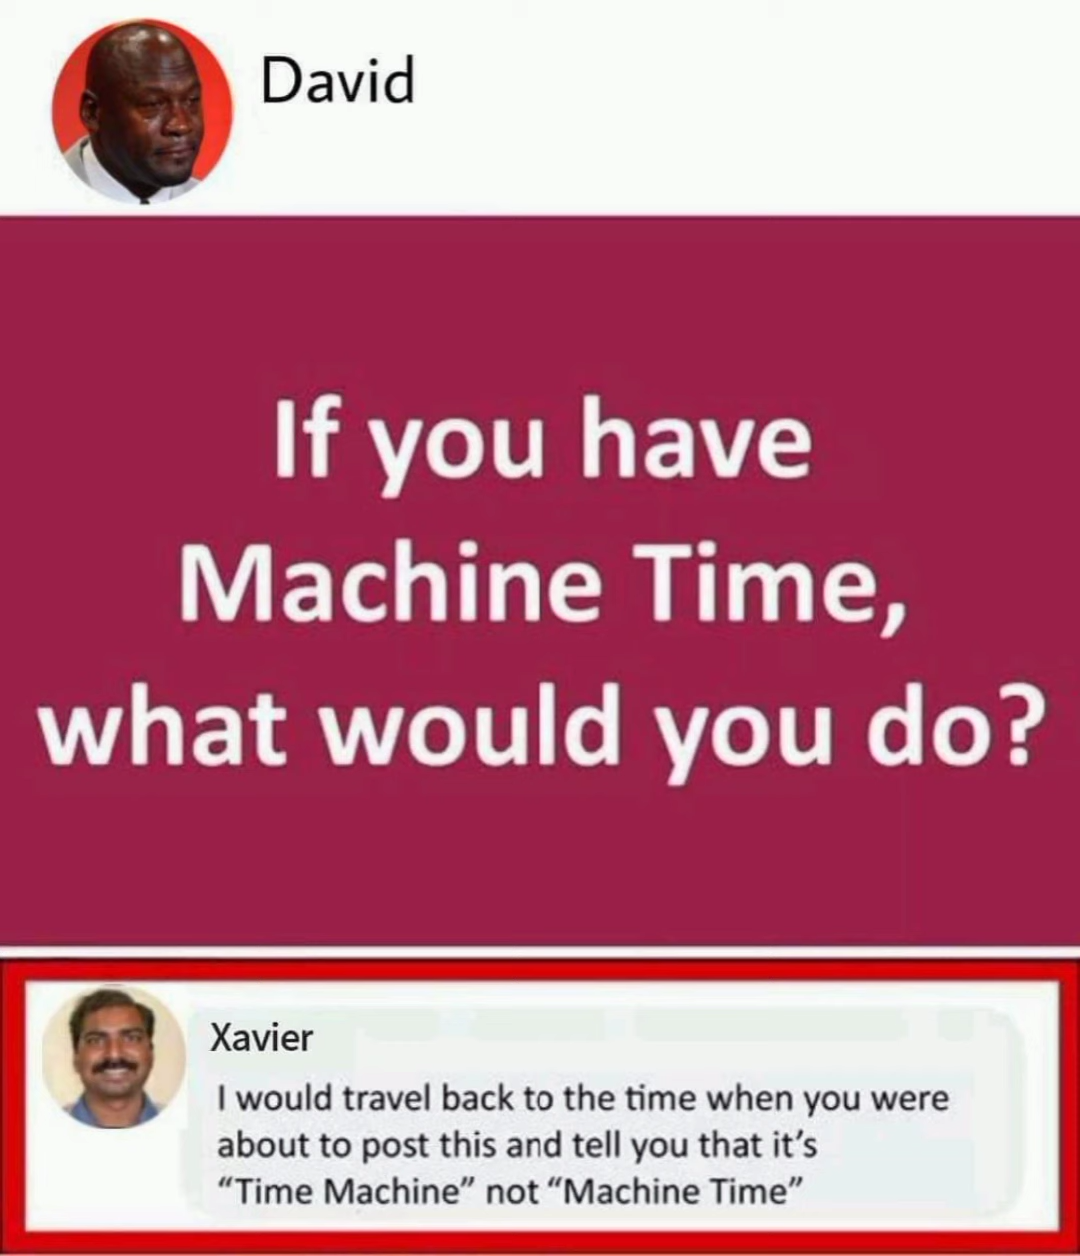 David
If you have
Machine Time,
what would you do?
Xavier
I would travel back to the time when you were
about to post this and tell you that it’s
“Time Machine” not “Machine Time”